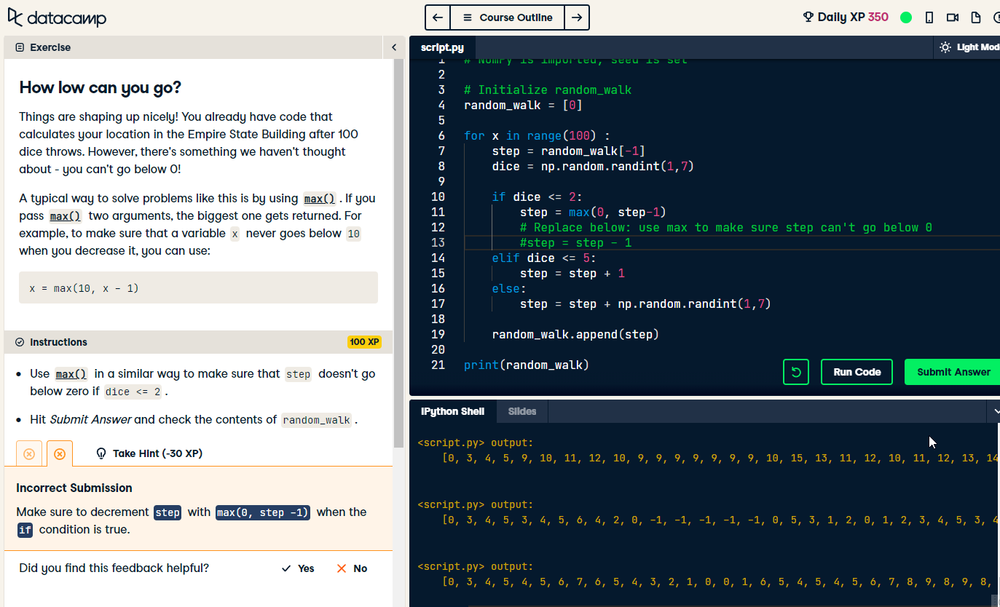 datacamp
Course Outline
Daily XP 350
Exercise
script.py
Light Mod
How low can you go?
Things are shaping up nicely! You already have code that
calculates your location in the Empire State Building after 100
dice throws. However, there's something we haven't thought
about - you can't go below 0!
A typical way to solve problems like this is by using max() . If you
pass max() two arguments, the biggest one gets returned. For
example, to make sure that a variable x never goes below 10
when you decrease it, you can use:
x = max(10, x - 1)
Instructions
100 XP
• Use max() in a similar way to make sure that step doesn't go
below zero if dice <= 2 .
• Hit Submit Answer and check the contents of random_walk .
Take Hint (-30 XP)
Incorrect Submission
Make sure to decrement step with max(0, step -1) when the
if condition is true.
Did you find this feedback helpful?
Yes
No
1 # NumPy is imported, seed is set
2
3 # Initialize random_walk
4 random_walk = [0]
5
6 for x in range(100) :
7     step = random_walk[-1]
8     dice = np.random.randint(1,7)
9
10     if dice <= 2:
11         step = max(0, step-1)
12         # Replace below: use max to make sure step can't go below 0
13         #step = step - 1
14     elif dice <= 5:
15         step = step + 1
16     else:
17         step = step + np.random.randint(1,7)
18
19     random_walk.append(step)
20
21 print(random_walk)
Run Code
Submit Answer
IPython Shell
Slides
<script.py> output:
[0, 3, 4, 5, 9, 10, 11, 12, 10, 9, 9, 9, 9, 9, 9, 9, 10, 15, 13, 11, 12, 10, 11, 12, 13, 14
<script.py> output:
[0, 3, 4, 5, 3, 4, 5, 6, 4, 2, 0, -1, -1, -1, -1, -1, 0, 5, 3, 1, 2, 0, 1, 2, 3, 4, 5, 3, 4
<script.py> output:
[0, 3, 4, 5, 4, 5, 6, 7, 6, 5, 4, 3, 2, 1, 0, 0, 1, 6, 5, 4, 5, 4, 5, 6, 7, 8, 9, 8, 9, 8,